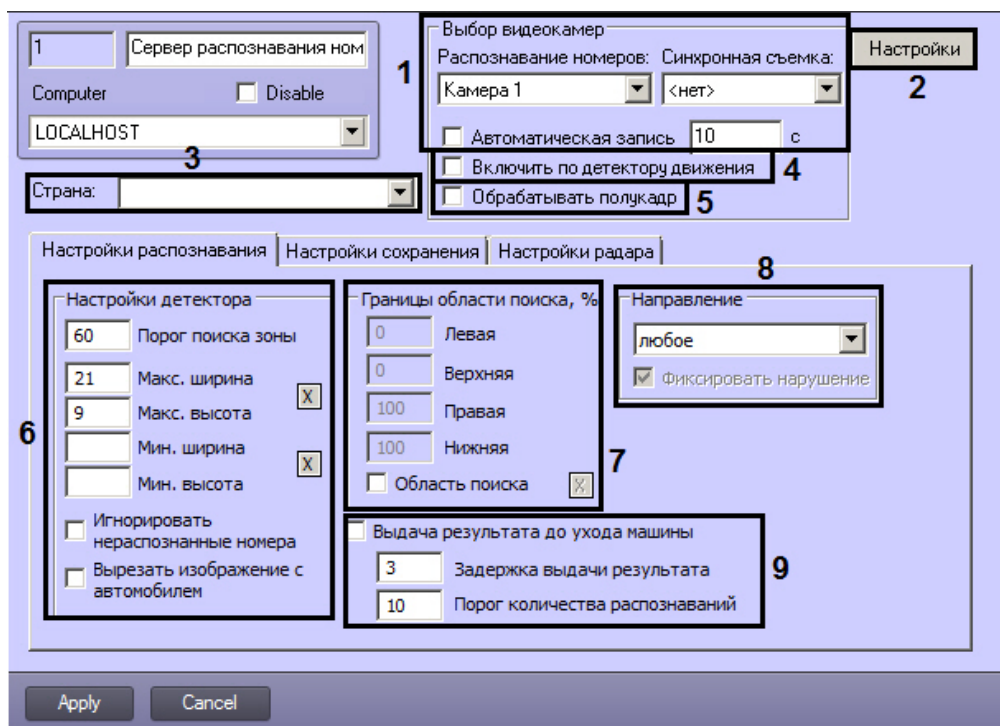 1
Сервер распознавания ном
Computer
Disable
LOCALHOST
Выбор видеокамер
Распознавание номеров: Синхронная съемка:
Камера 1
<нет>
Автоматическая запись 10 с
Включить по детектору движения
Обрабатывать полукадр
Настройки
1
2
3
4
5
Страна:
Настройки распознавания
Настройки сохранения
Настройки радара
Настройки детектора
60 Порог поиска зоны
21 Макс. ширина
9 Макс. высота
X
Мин. ширина
Мин. высота
X
Игнорировать
нераспознанные номера
Вырезать изображение с
автомобилем
6
Границы области поиска, %
0 Левая
0 Верхняя
100 Правая
100 Нижняя
Область поиска X
7
8
Направление
любое
Фиксировать нарушение
Выдача результата до ухода машины
3 Задержка выдачи результата
10 Порог количества распознаваний
9
Apply
Cancel